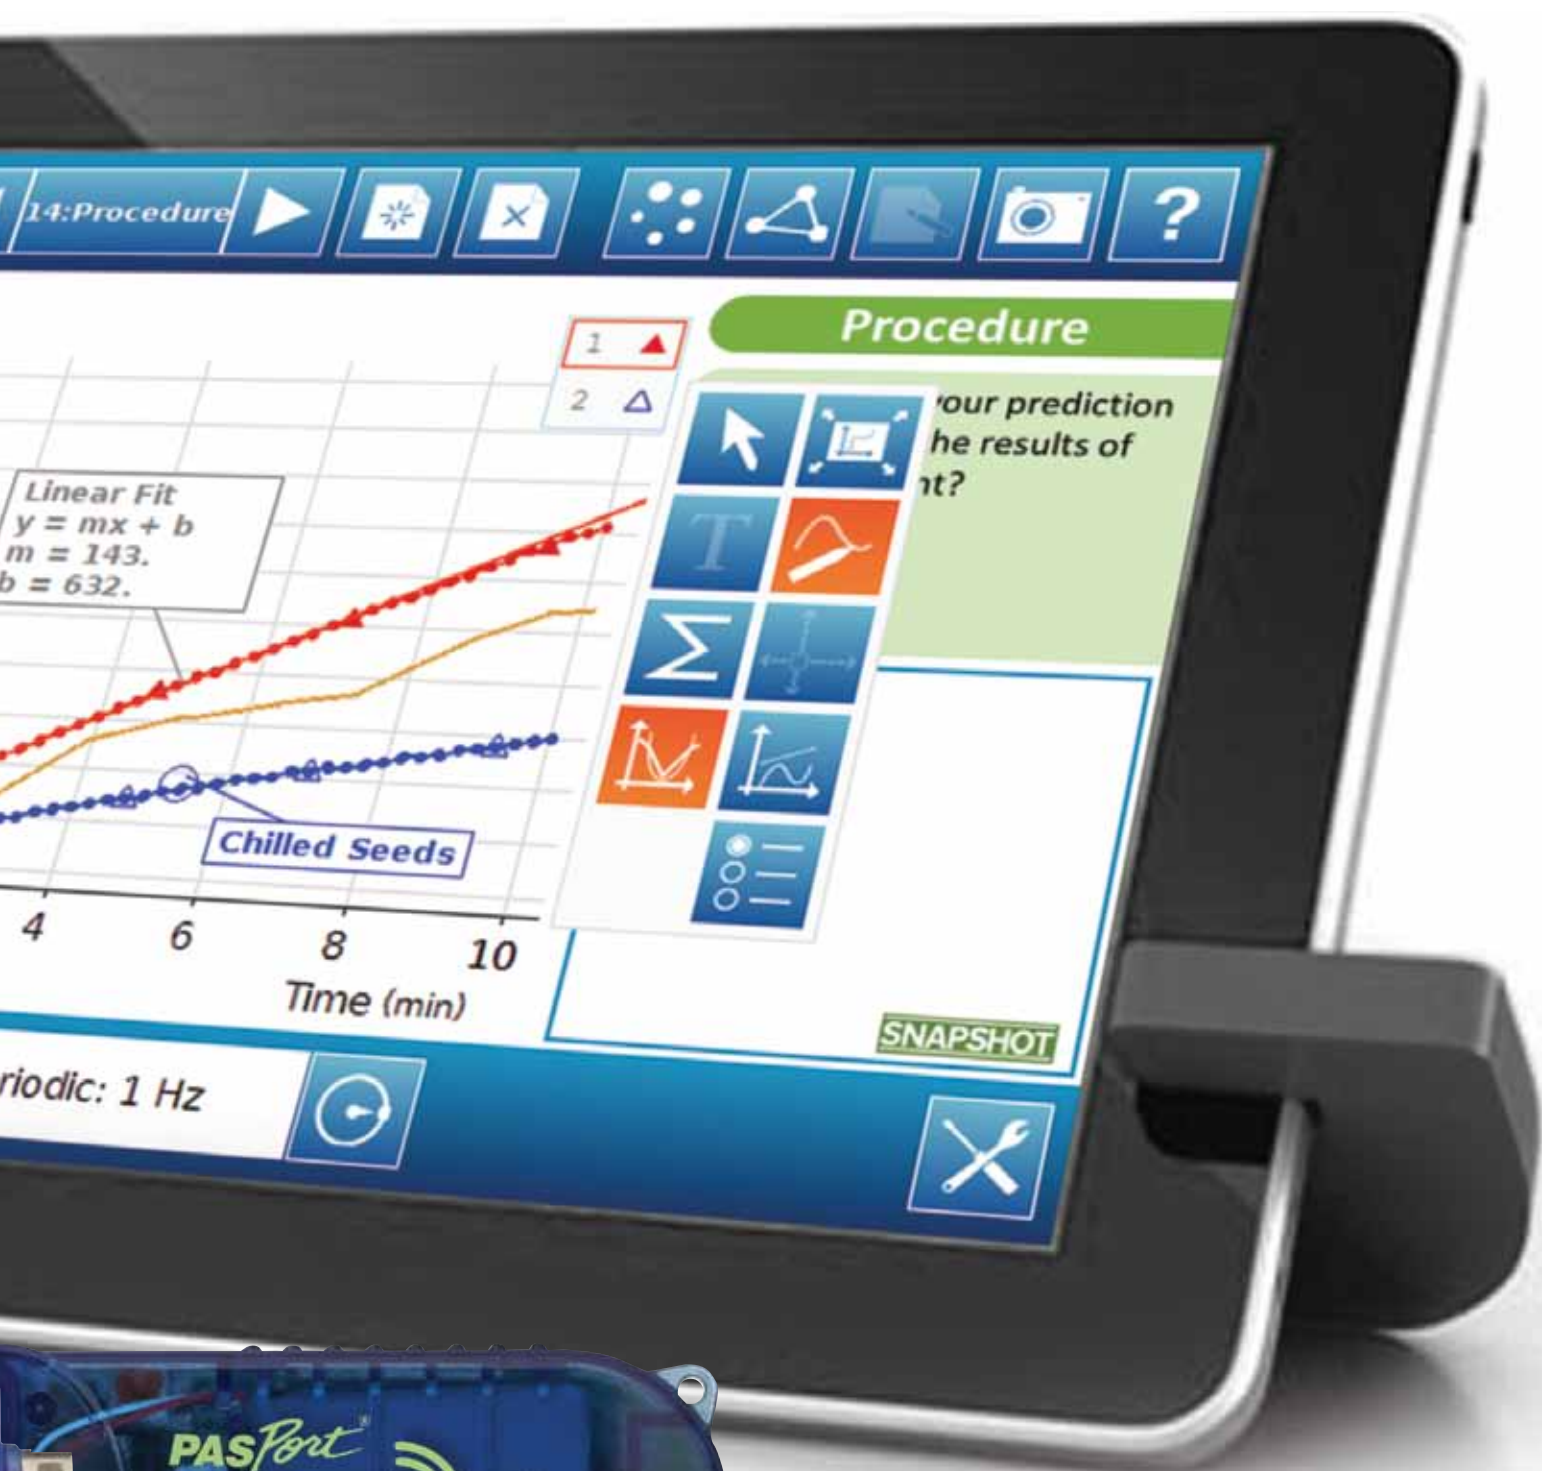 14:Procedure
?
1
2
Procedure
your prediction
he results of
nt?
Linear Fit
y = mx + b
m = 143.
b = 632.
T
Σ
Chilled Seeds
4
6
8
10
Time (min)
SNAPSHOT
riodic: 1 Hz
PASPort®